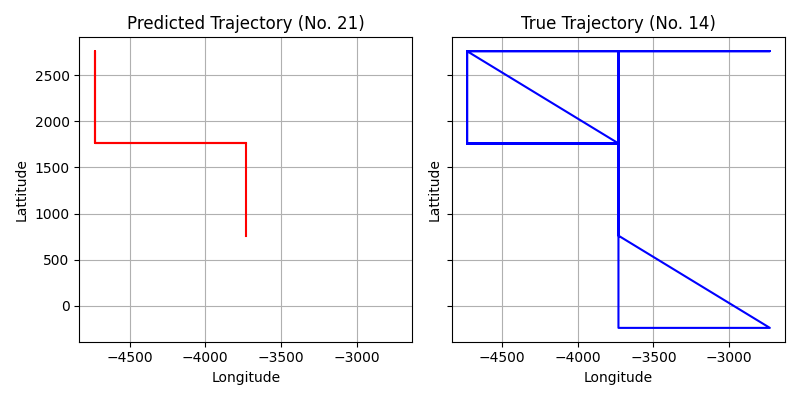 Predicted Trajectory (No. 21)
True Trajectory (No. 14)
Lattitude
2500
2000
1500
1000
500
0
−4500
−4000
−3500
−3000
Longitude
Lattitude
−4500
−4000
−3500
−3000
Longitude